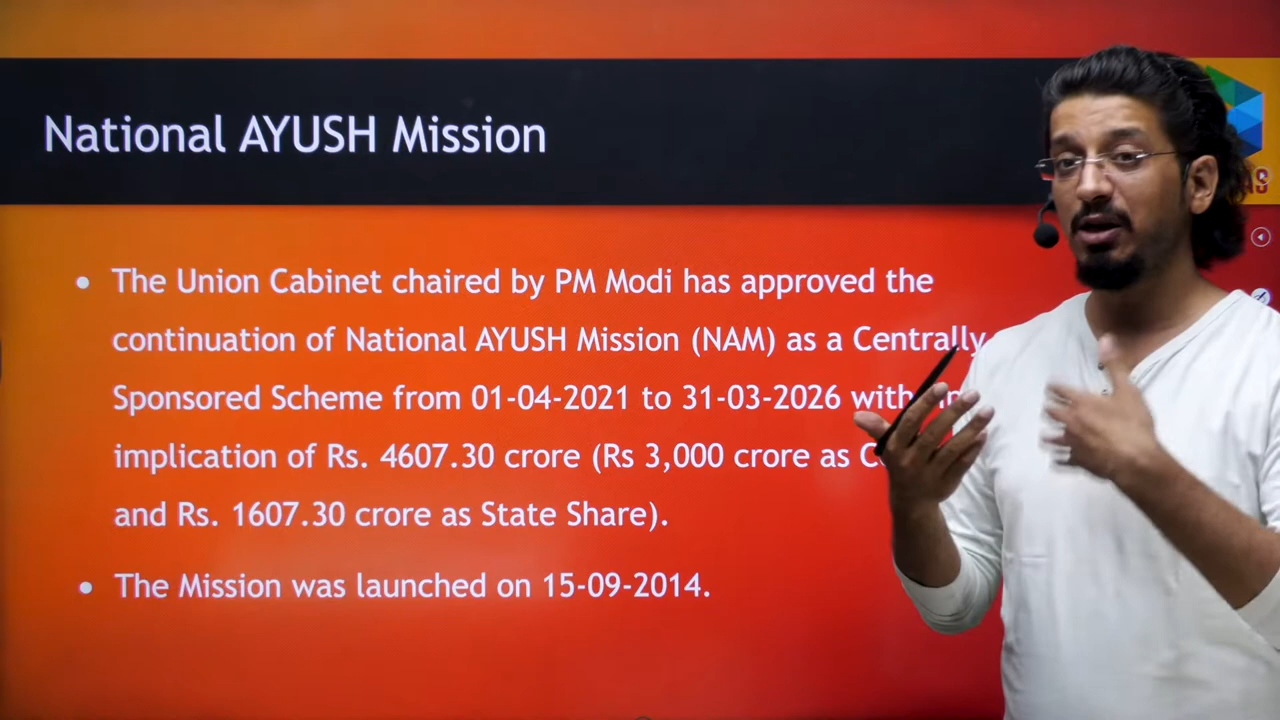 National AYUSH Mission
• The Union Cabinet chaired by PM Modi has approved the
continuation of National AYUSH Mission (NAM) as a Centrally
Sponsored Scheme from 01-04-2021 to 31-03-2026 with
implication of Rs. 4607.30 crore (Rs 3,000 crore as
and Rs. 1607.30 crore as State Share).
• The Mission was launched on 15-09-2014.